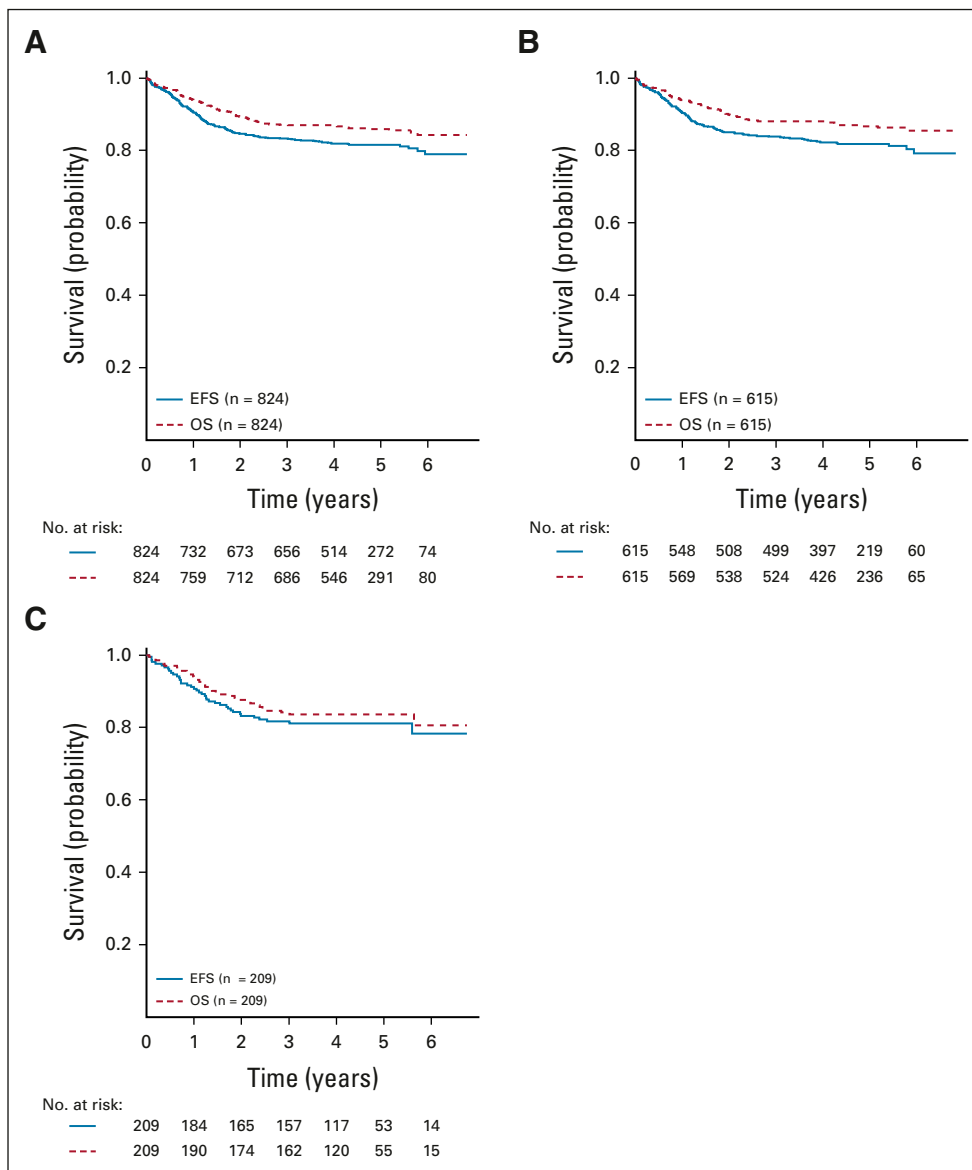 A
Survival (probability)
1.0
0.8
0.6
0.4
0.2
EFS (n = 824)
OS (n = 824)
0 1 2 3 4 5 6
Time (years)
No. at risk:
824 732 673 656 514 272 74
824 759 712 686 546 291 80
B
Survival (probability)
1.0
0.8
0.6
0.4
0.2
EFS (n = 615)
OS (n = 615)
0 1 2 3 4 5 6
Time (years)
No. at risk:
615 548 508 499 397 219 60
615 569 538 524 426 236 65
C
Survival (probability)
1.0
0.8
0.6
0.4
0.2
EFS (n = 209)
OS (n = 209)
0 1 2 3 4 5 6
Time (years)
No. at risk:
209 184 165 157 117 53 14
209 190 174 162 120 55 15